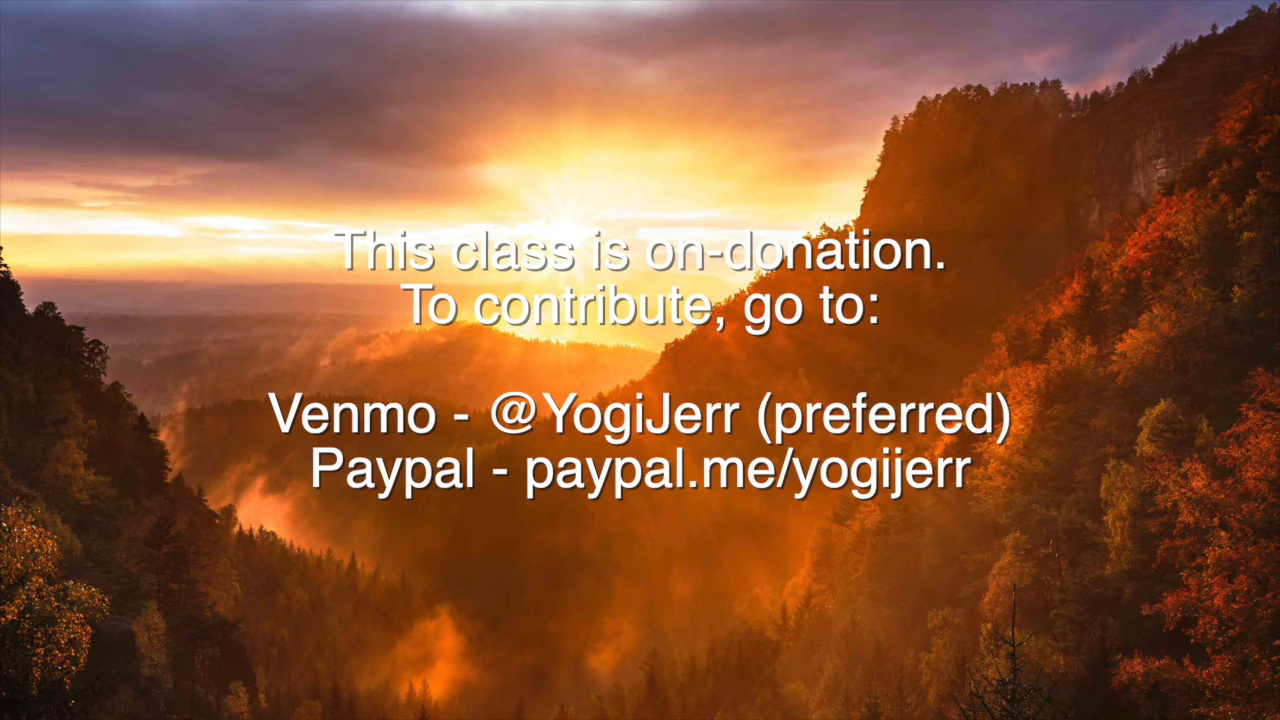 This class is on-donation.
To contribute, go to:
Venmo - @YogiJerr (preferred)
Paypal - paypal.me/yogijerr